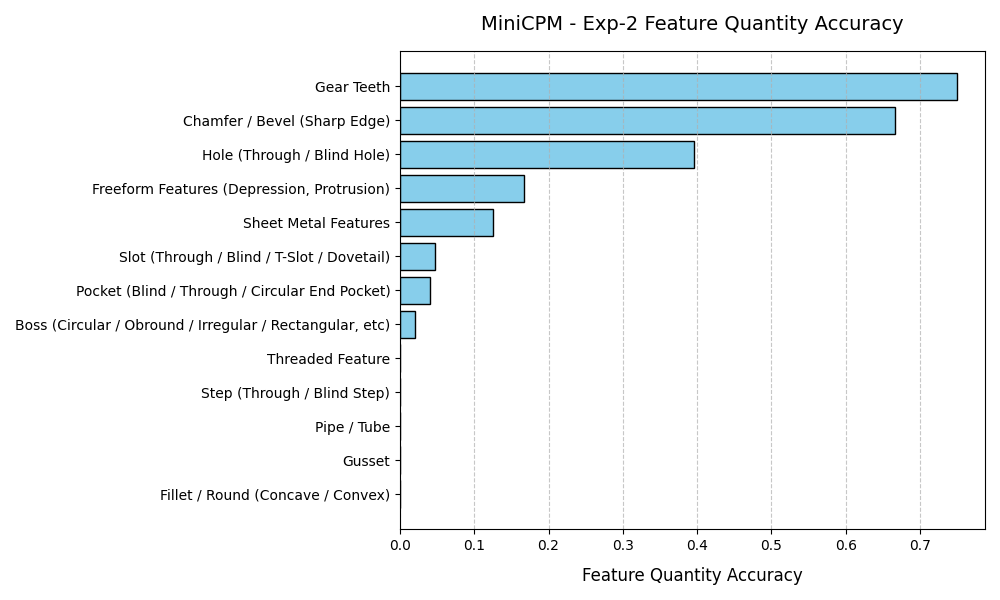 MiniCPM - Exp-2 Feature Quantity Accuracy
Gear Teeth
Chamfer / Bevel (Sharp Edge)
Hole (Through / Blind Hole)
Freeform Features (Depression, Protrusion)
Sheet Metal Features
Slot (Through / Blind / T-Slot / Dovetail)
Pocket (Blind / Through / Circular End Pocket)
Boss (Circular / Obround / Irregular / Rectangular, etc)
Threaded Feature
Step (Through / Blind Step)
Pipe / Tube
Gusset
Fillet / Round (Concave / Convex)
0.0 0.1 0.2 0.3 0.4 0.5 0.6 0.7
Feature Quantity Accuracy